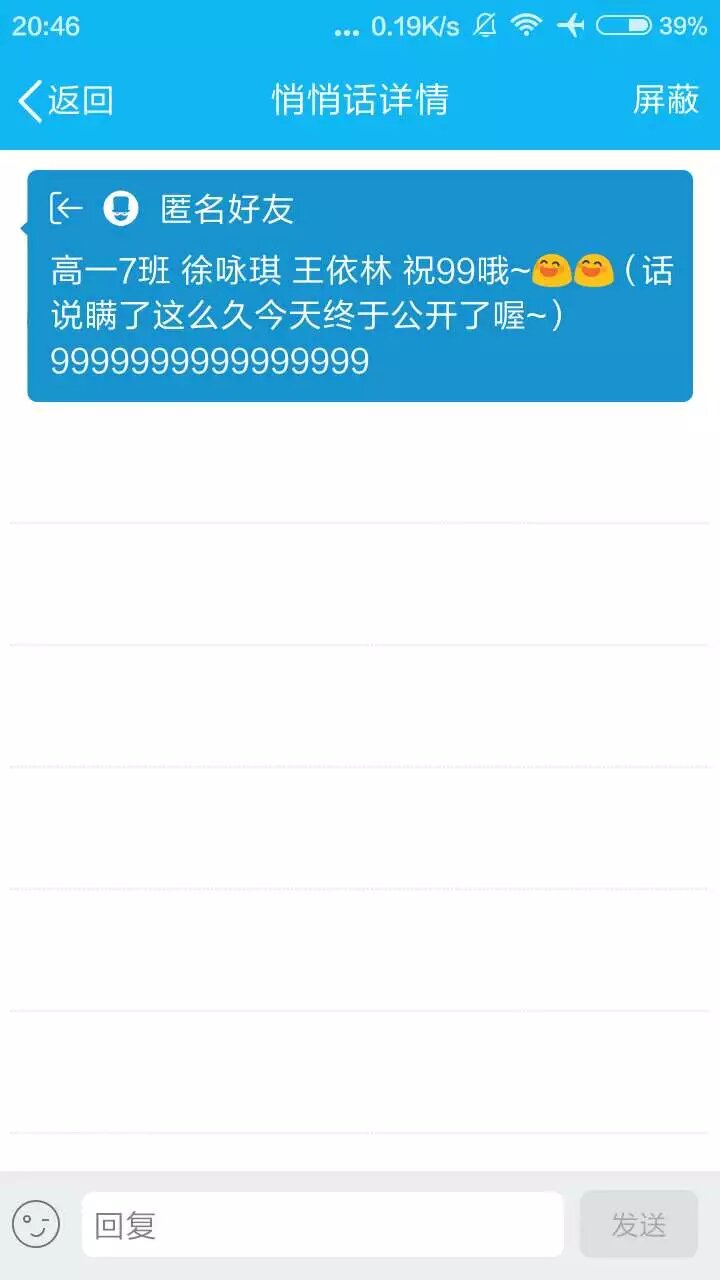 20:46 ... 0.19K/s 39%
返回 悄悄话详情 屏蔽
匿名好友
高一7班 徐咏琪 王依林 祝99哦~😄😄（话
说瞒了这么久今天终于公开了喔~）
9999999999999999
回复 发送